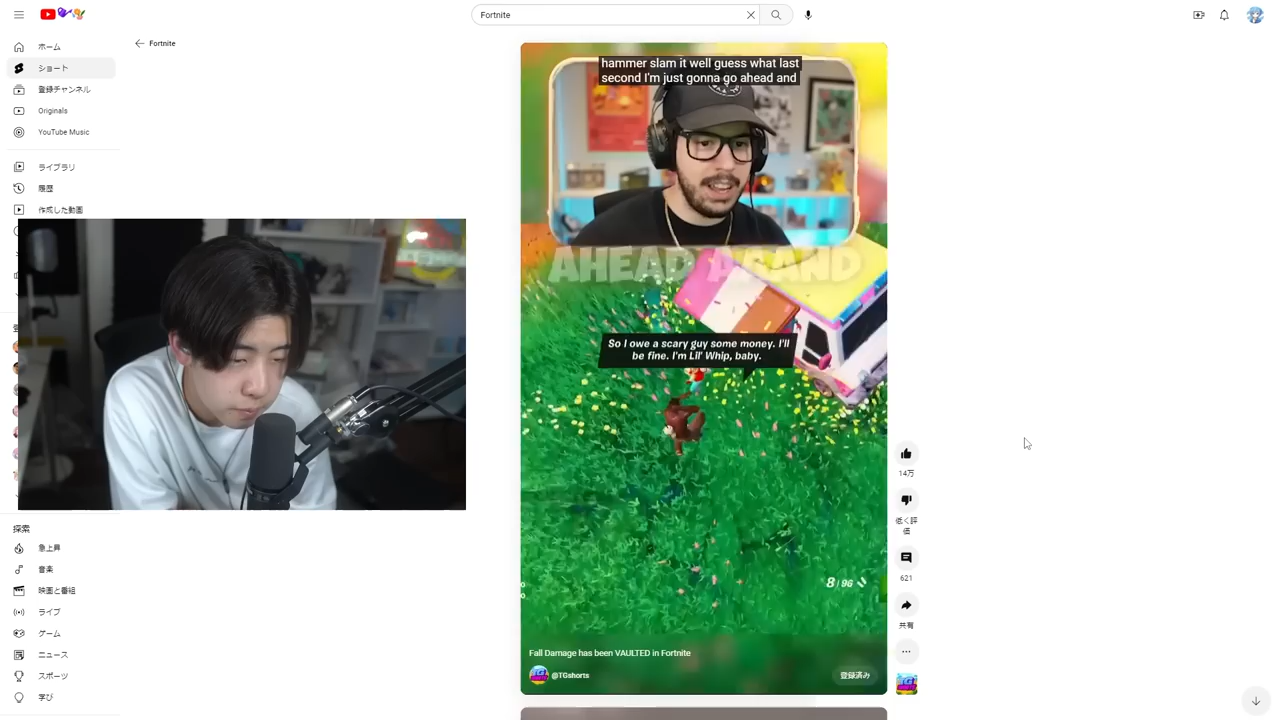 Fortnite
Fortnite
ホーム
ショート
登録チャンネル
Originals
YouTube Music
ライブラリ
履歴
作成した動画
探索
急上昇
音楽
映画と番組
ライブ
ゲーム
ニュース
スポーツ
学び
hammer slam it well guess what last
second I'm just gonna go ahead and
AHEAD
AND
So I owe a scary guy some money. I'll
be fine. I'm Lil' Whip, baby.
8 | 96
Fall Damage has been VAULTED in Fortnite
@TGshorts
登録済み
14万
低く評
価
621
共有